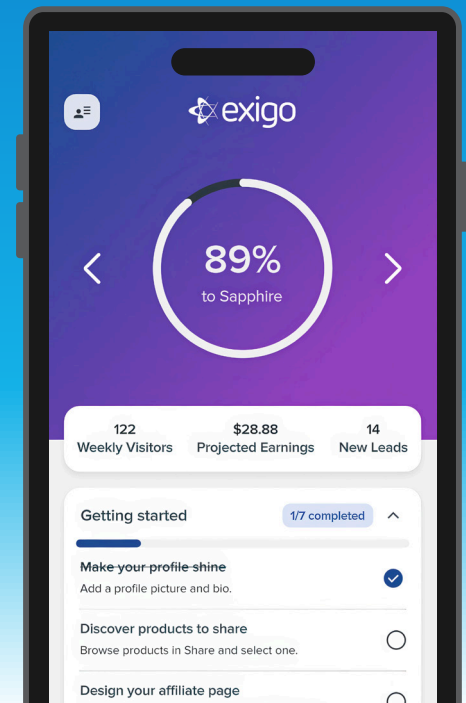 exigo
89%
to Sapphire
122
Weekly Visitors
$28.88
Projected Earnings
14
New Leads
Getting started
1/7 completed
Make your profile shine
Add a profile picture and bio.
Discover products to share
Browse products in Share and select one.
Design your affiliate page